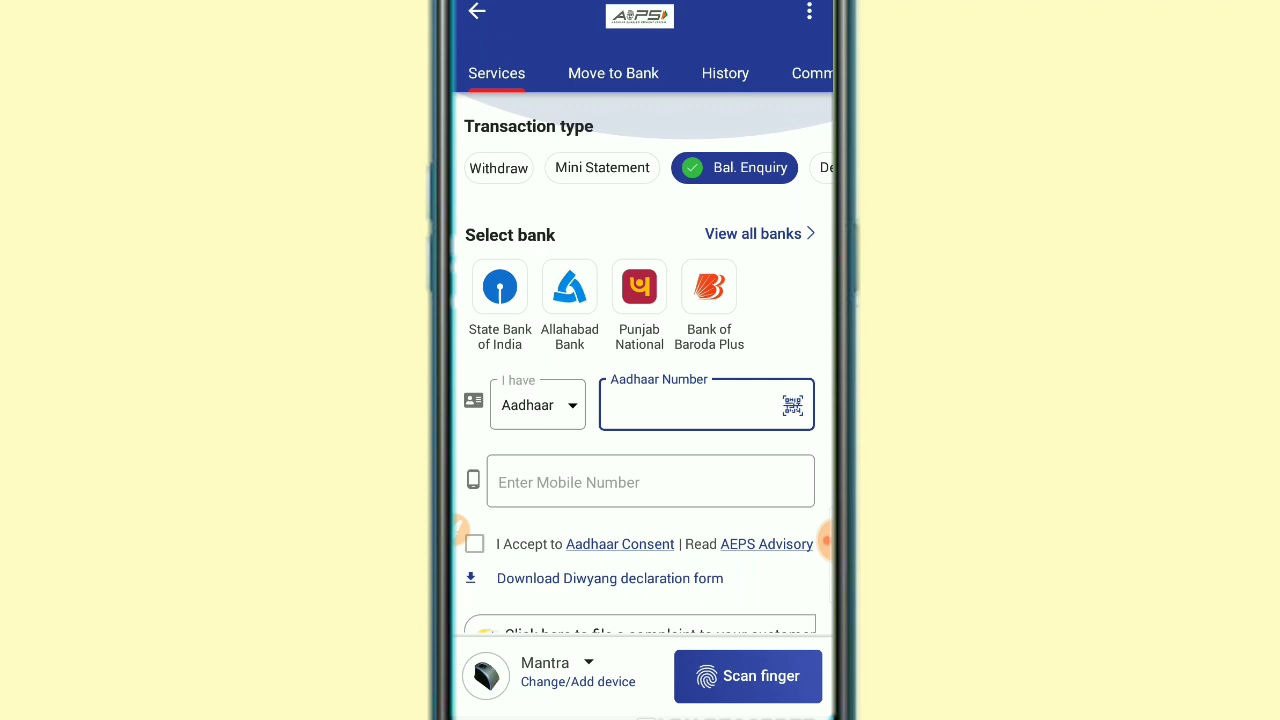 AePS
Services Move to Bank History Comm
Transaction type
Withdraw Mini Statement Bal. Enquiry De
Select bank View all banks
State Bank of India
Allahabad Bank
Punjab National
Bank of Baroda Plus
I have
Aadhaar
Aadhaar Number
Enter Mobile Number
I Accept to Aadhaar Consent | Read AEPS Advisory
Download Diwyang declaration form
Click here to file a complaint to your customer
Mantra
Change/Add device
Scan finger